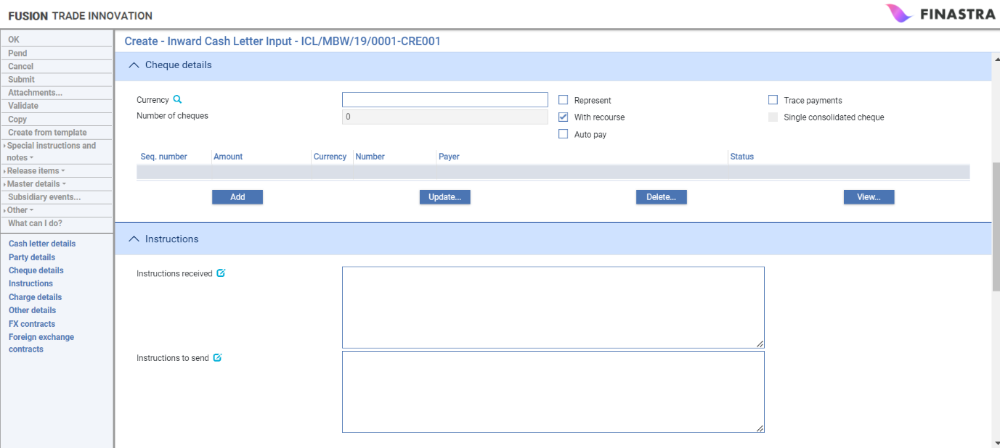 FUSION TRADE INNOVATION
FINASTRA
OK
Pend
Cancel
Submit
Attachments...
Validate
Copy
Create from template
Special instructions and
notes
Release items
Master details
Subsidiary events...
Other
What can I do?
Cash letter details
Party details
Cheque details
Instructions
Charge details
Other details
FX contracts
Foreign exchange
contracts
Create - Inward Cash Letter Input - ICL/MBW/19/0001-CRE001
Cheque details
Currency
Represent
Trace payments
Number of cheques 0
With recourse
Single consolidated cheque
Auto pay
Seq. number Amount Currency Number Payer Status
Add Update... Delete... View...
Instructions
Instructions received
Instructions to send